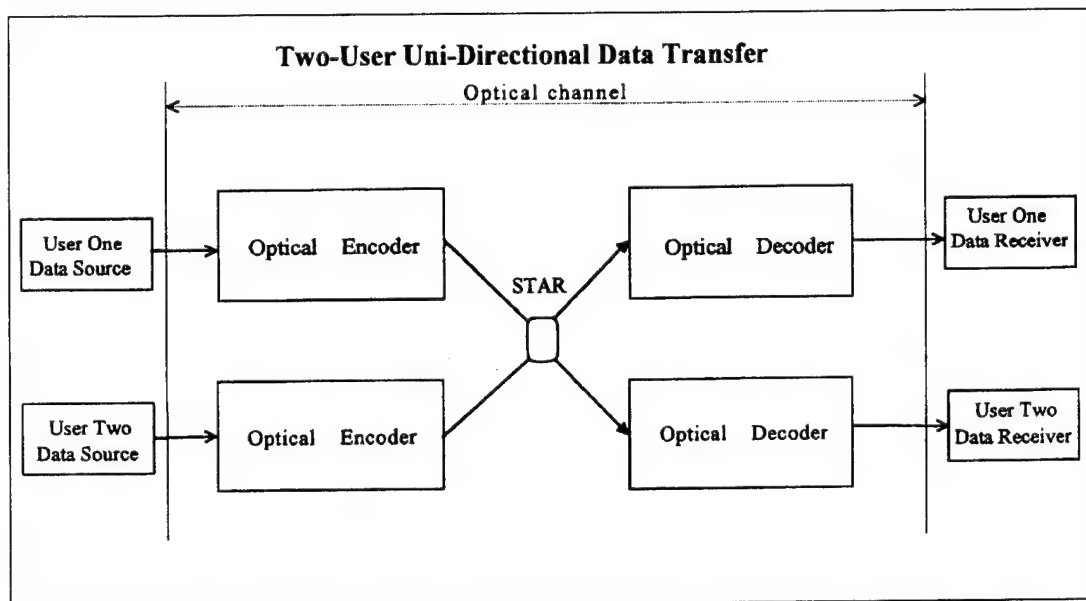 Two-User Uni-Directional Data Transfer
Optical channel
User One
Data Source
Optical Encoder
STAR
Optical Decoder
User One
Data Receiver
User Two
Data Source
Optical Encoder
Optical Decoder
User Two
Data Receiver